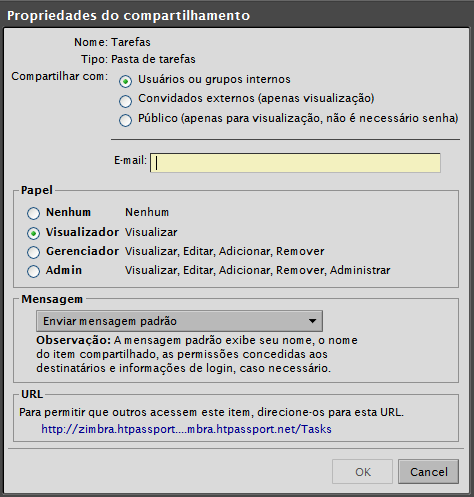 Propriedades do compartilhamento
Nome: Tarefas
Tipo: Pasta de tarefas
Compartilhar com: Usuários ou grupos internos
Convidados externos (apenas visualização)
Público (apenas para visualização, não é necessário senha)
E-mail:
Papel
Nenhum Nenhum
Visualizador Visualizar
Gerenciador Visualizar, Editar, Adicionar, Remover
Admin Visualizar, Editar, Adicionar, Remover, Administrar
Mensagem
Enviar mensagem padrão
Observação: A mensagem padrão exibe seu nome, o nome
do item compartilhado, as permissões concedidas aos
destinatários e informações de login, caso necessário.
URL
Para permitir que outros acessem este item, direcione-os para esta URL.
http://zimbra.htpassport....mbra.htpassport.net/Tasks
OK Cancel